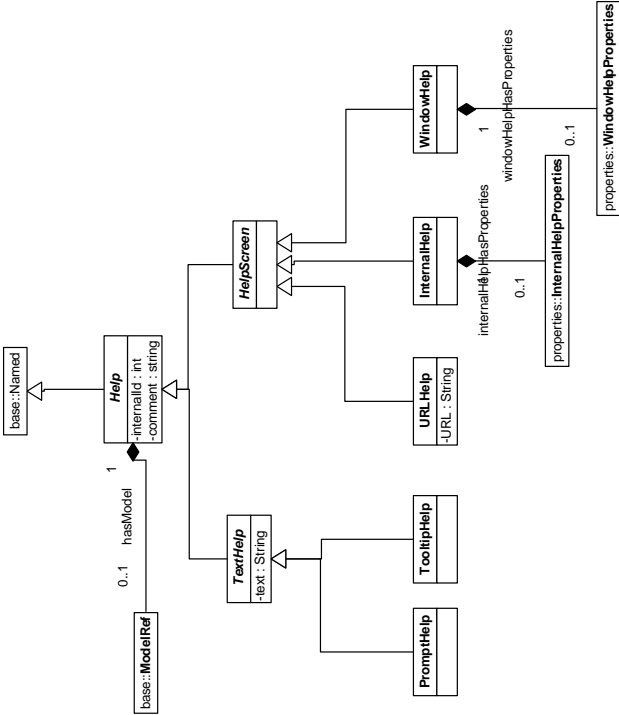 base::Named
Help
-internalId : int
-comment : string
1
hasModel
0..1
base::ModelRef
TextHelp
-text : String
HelpScreen
PromptHelp
TooltipHelp
URLHelp
-URL : String
InternalHelp
WindowHelp
internalHelpHasProperties
0..1
properties::InternalHelpProperties
1
windowHelpHasProperties
0..1
properties::WindowHelpProperties